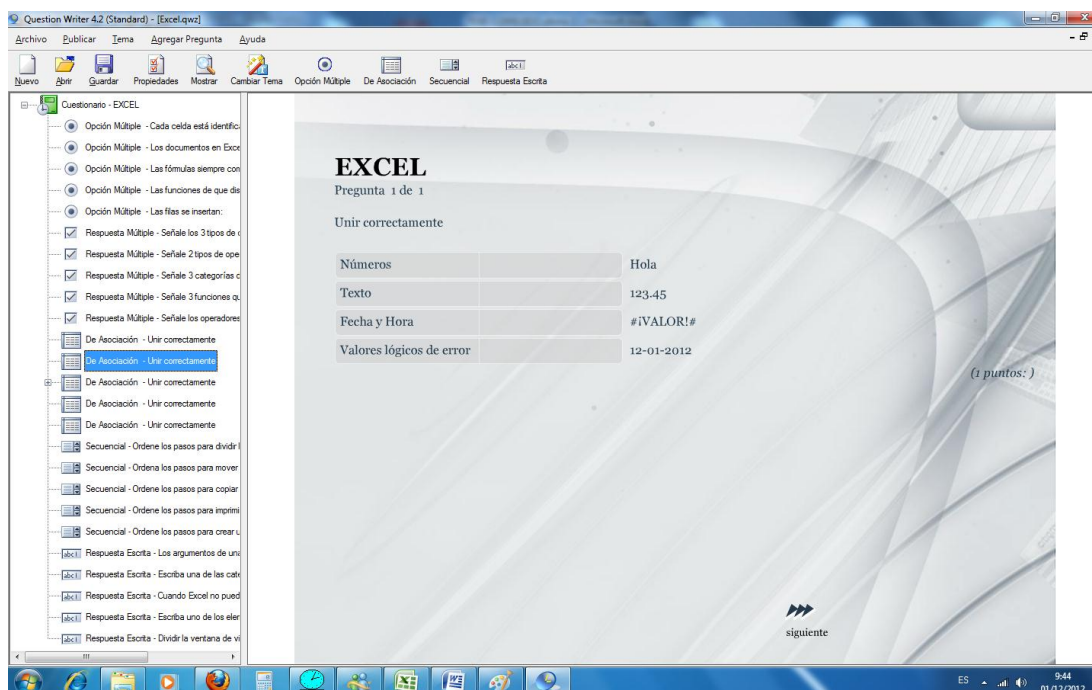 Question Writer 4.2 (Standard) - [Excel.qwz]
Archivo Publicar Tema Agregar Pregunta Ayuda
Nuevo Abrir Guardar Propiedades Mostrar Cambiar Tema Opción Múltiple De Asociación Secuencial Respuesta Escrita
Cuestionario - EXCEL
Opción Múltiple - Cada celda está identific
Opción Múltiple - Los documentos en Exce
Opción Múltiple - Las fórmulas siempre con
Opción Múltiple - Las funciones de que dis
Opción Múltiple - Las filas se insertan:
Respuesta Múltiple - Señale los 3 tipos de
Respuesta Múltiple - Señale 2 tipos de ope
Respuesta Múltiple - Señale 3 categorías
Respuesta Múltiple - Señale 3 funciones qu
Respuesta Múltiple - Señale los operadores
De Asociación - Unir correctamente
De Asociación - Unir correctamente
De Asociación - Unir correctamente
De Asociación - Unir correctamente
De Asociación - Unir correctamente
Secuencial - Ordene los pasos para dividir
Secuencial - Ordena los pasos para mover
Secuencial - Ordene los pasos para copiar
Secuencial - Ordene los pasos para imprimi
Secuencial - Ordene los pasos para crear u
Respuesta Escrita - Los argumentos de una
Respuesta Escrita - Escriba una de las cate
Respuesta Escrita - Cuando Excel no pued
Respuesta Escrita - Escriba uno de los eler
Respuesta Escrita - Dividir la ventana de vi
EXCEL
Pregunta 1 de 1
Unir correctamente
Números Hola
Texto 123.45
Fecha y Hora #¡VALOR!#
Valores lógicos de error 12-01-2012
(1 puntos: )
siguiente
ES 9:44
01/12/2012